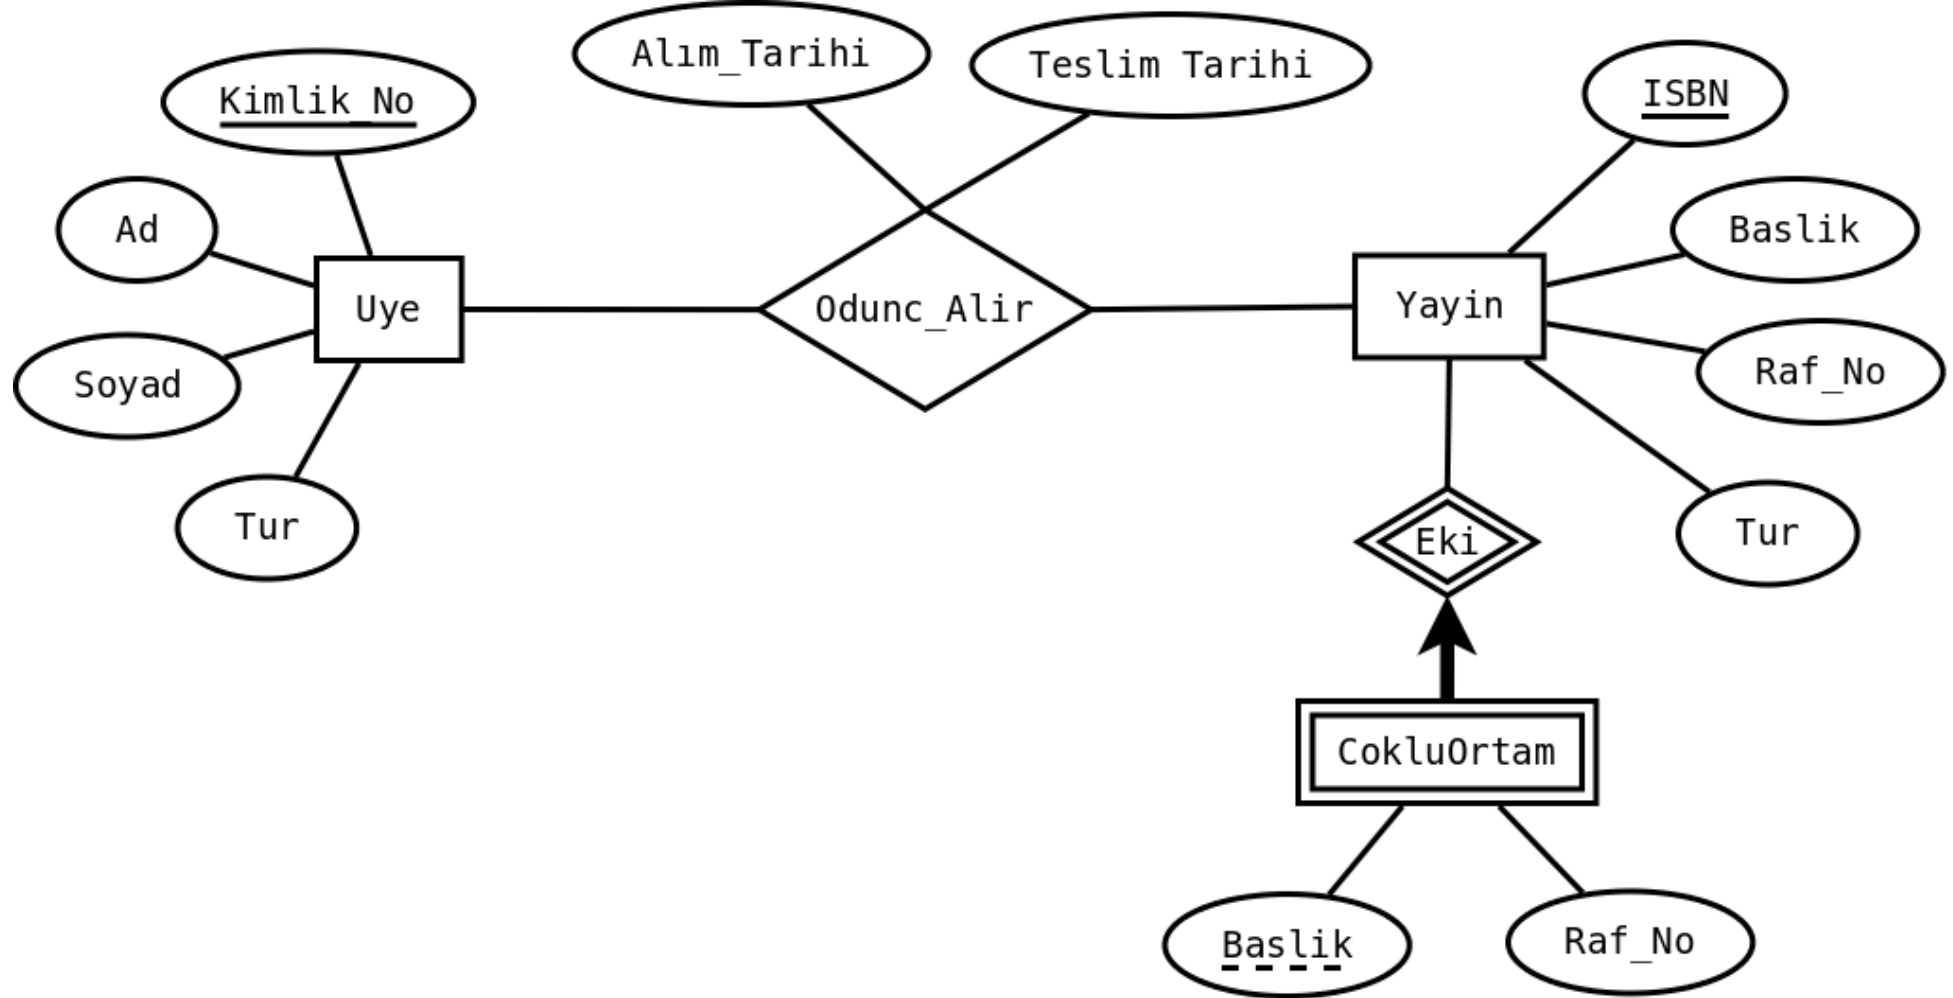 Alım_Tarihi
Teslim Tarihi
Kimlik_No
ISBN
Ad
Baslik
Uye
Odunc_Alir
Yayin
Soyad
Raf_No
Tur
Tur
Eki
CokluOrtam
Baslik
Raf_No